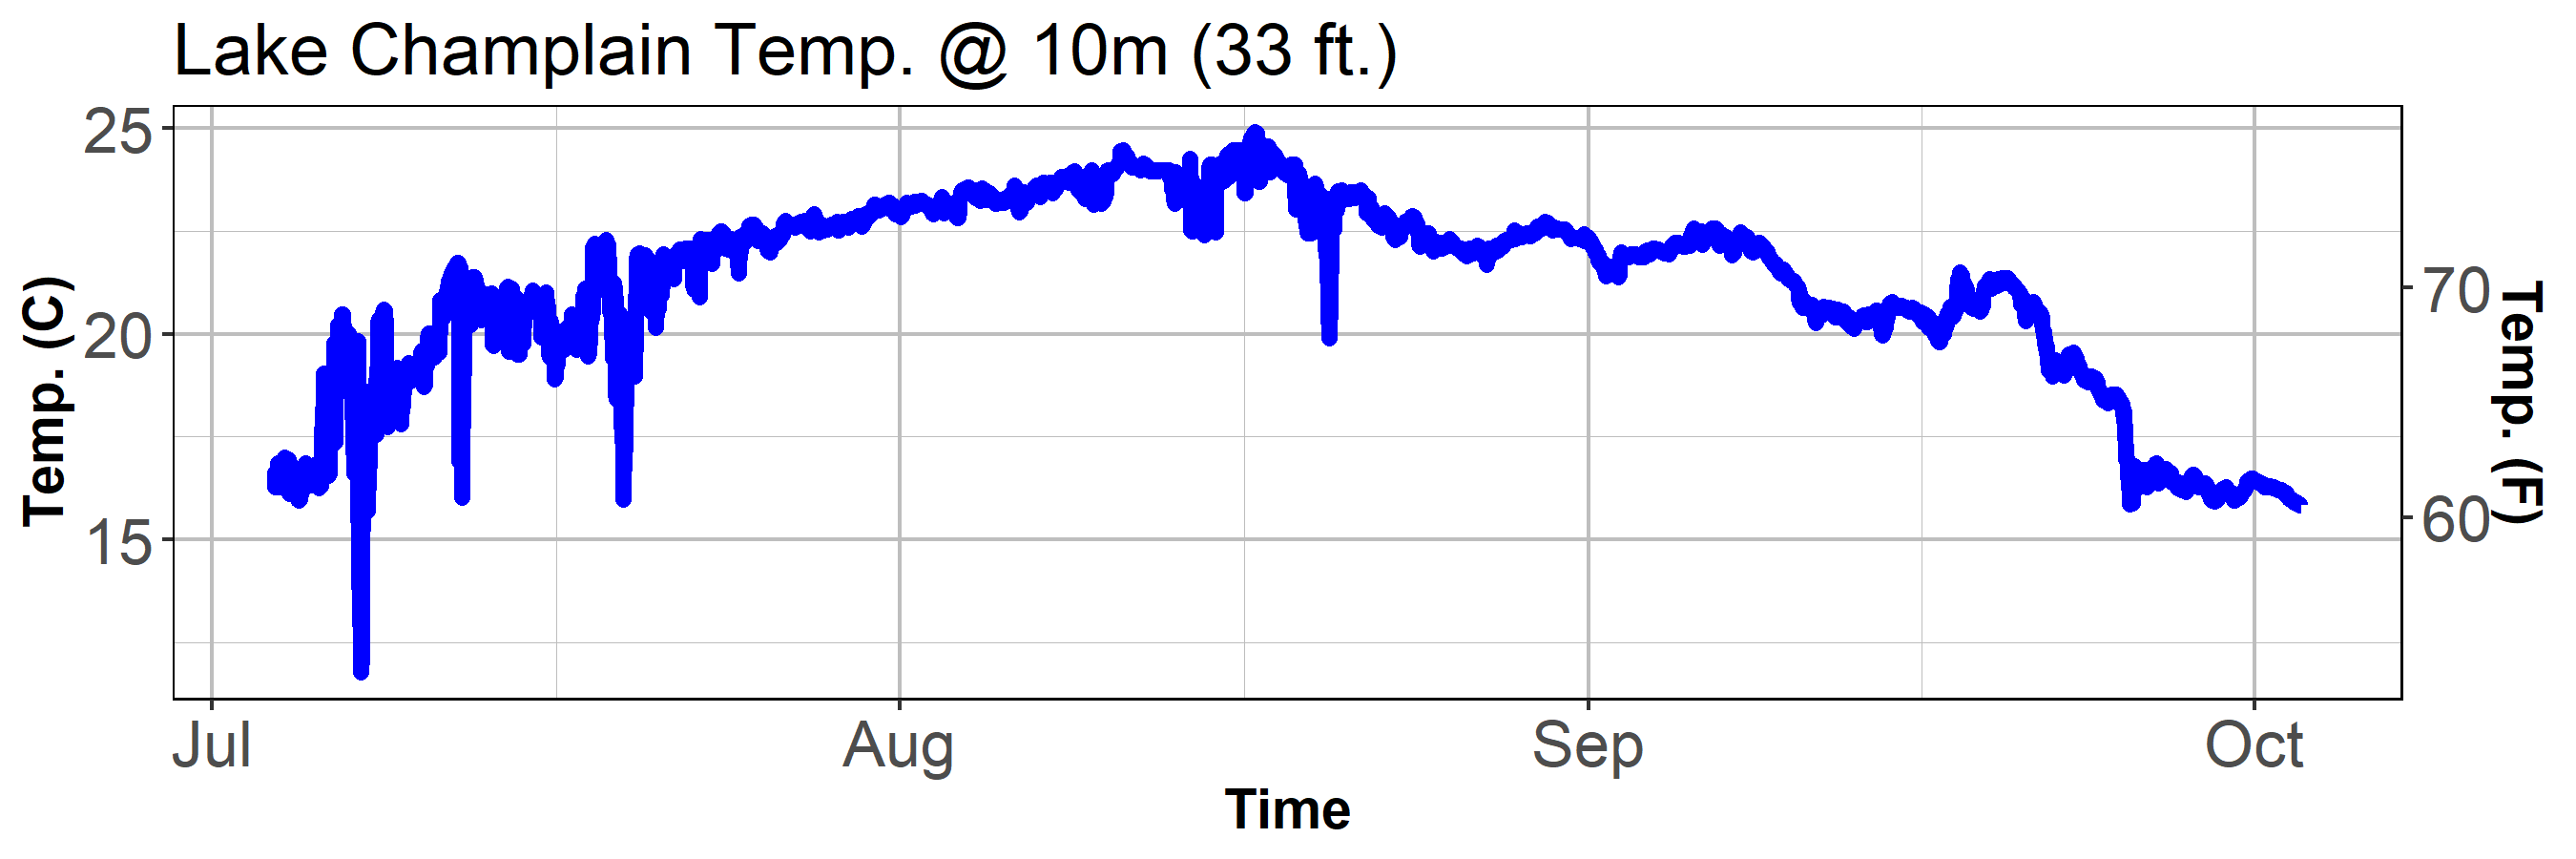 Lake Champlain Temp. @ 10m (33 ft.)
25
20
15
Temp. (C)
70
60
Temp. (F)
Jul
Aug
Sep
Oct
Time